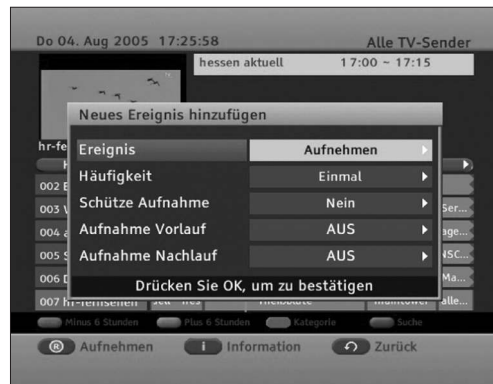 Do 04. Aug 2005 17:25:58 Alle TV-Sender
hessen aktuell 17:00 ~ 17:15
Neues Ereignis hinzufügen
hr-fe
Ereignis Aufnehmen
Häufigkeit Einmal
002
Schütze Aufnahme Nein
003 Ser...
Aufnahme Vorlauf AUS
004 age...
Aufnahme Nachlauf AUS
005 NSC...
006 Ma...
Drücken Sie OK, um zu bestätigen
007 hr-fernsehen alle...
Minus 6 Stunden Plus 6 Stunden Kategorie Suche
R Aufnehmen i Information Zurück